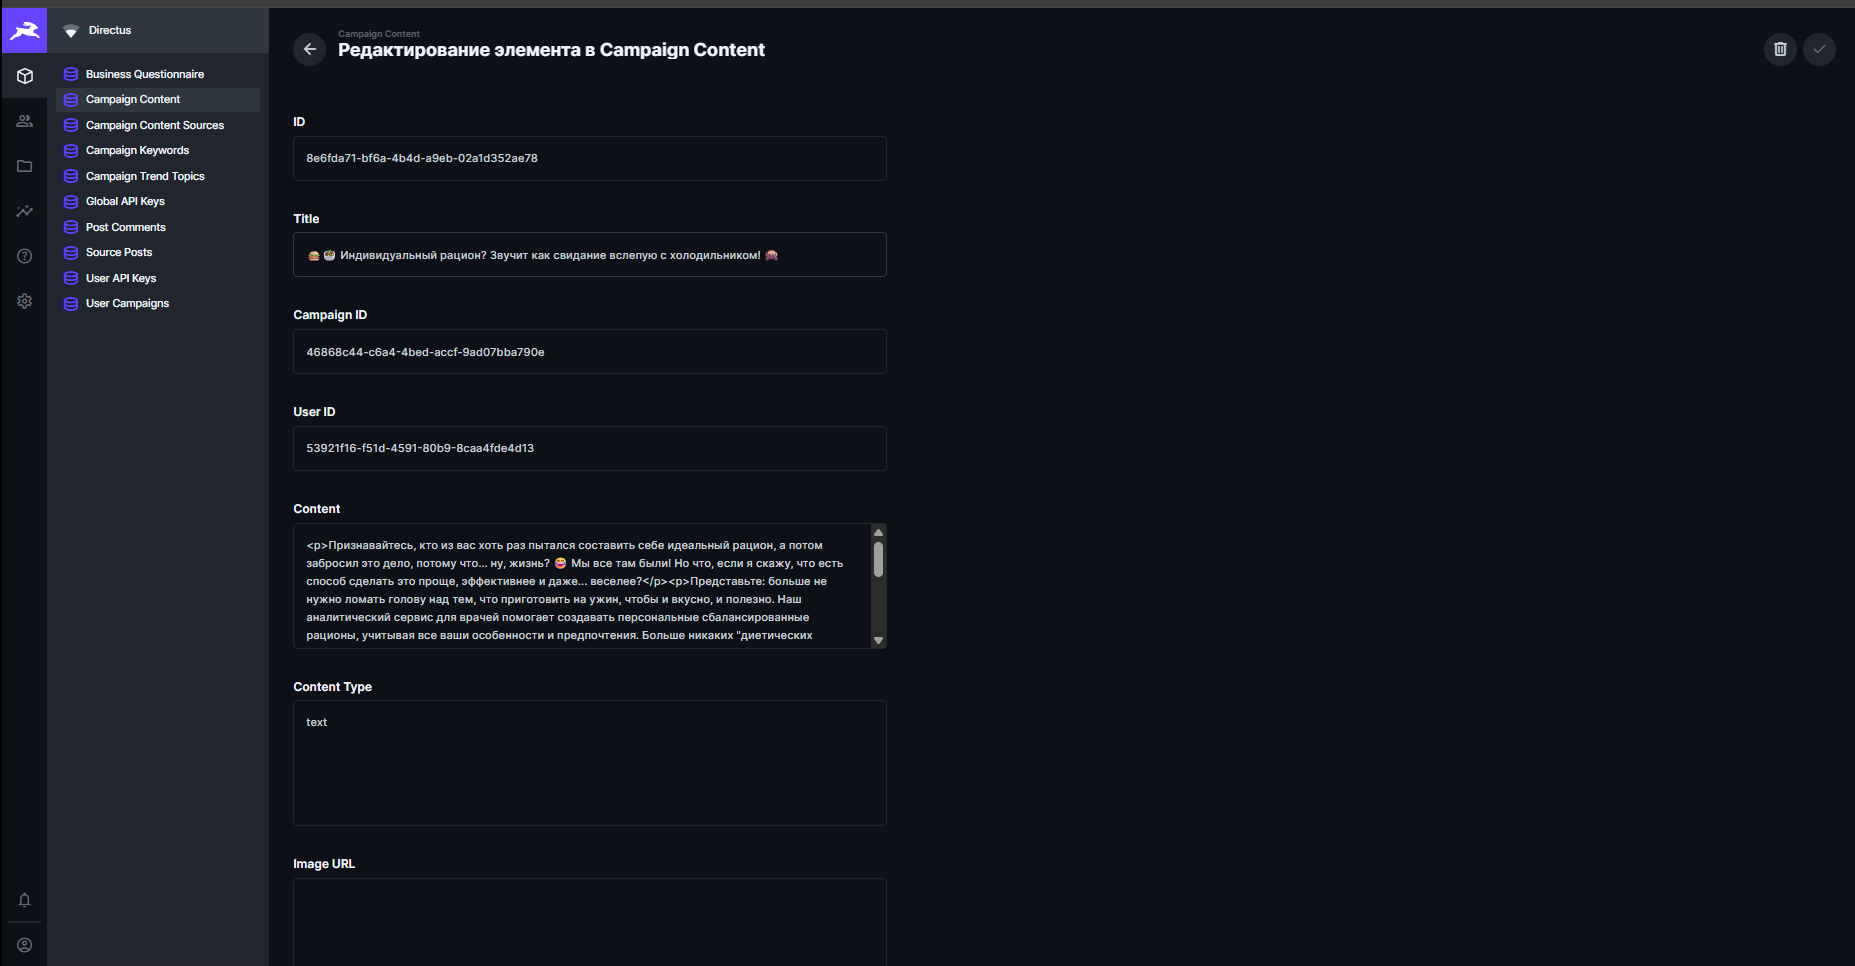 Directus
Business Questionnaire
Campaign Content
Campaign Content Sources
Campaign Keywords
Campaign Trend Topics
Global API Keys
Post Comments
Source Posts
User API Keys
User Campaigns
Campaign Content
Редактирование элемента в Campaign Content
ID
8e6fda71-bf6a-4b4d-a9eb-02a1d352ae78
Title
🍔🥗 Индивидуальный рацион? Звучит как свидание вслепую с холодильником! 🙈
Campaign ID
46868c44-c6a4-4bed-accf-9ad07bba790e
User ID
53921f16-f51d-4591-80b9-8caa4fde4d13
Content
<p>Признавайтесь, кто из вас хоть раз пытался составить себе идеальный рацион, а потом
забросил это дело, потому что... ну, жизнь? 😅 Мы все там были! Но что, если я скажу, что есть
способ сделать это проще, эффективнее и даже... веселее?</p><p>Представьте: больше не
нужно ломать голову над тем, что приготовить на ужин, чтобы и вкусно, и полезно. Наш
аналитический сервис для врачей помогает создавать персональные сбалансированные
рационы, учитывая все ваши особенности и предпочтения. Больше никаких "диетических
Content Type
text
Image URL